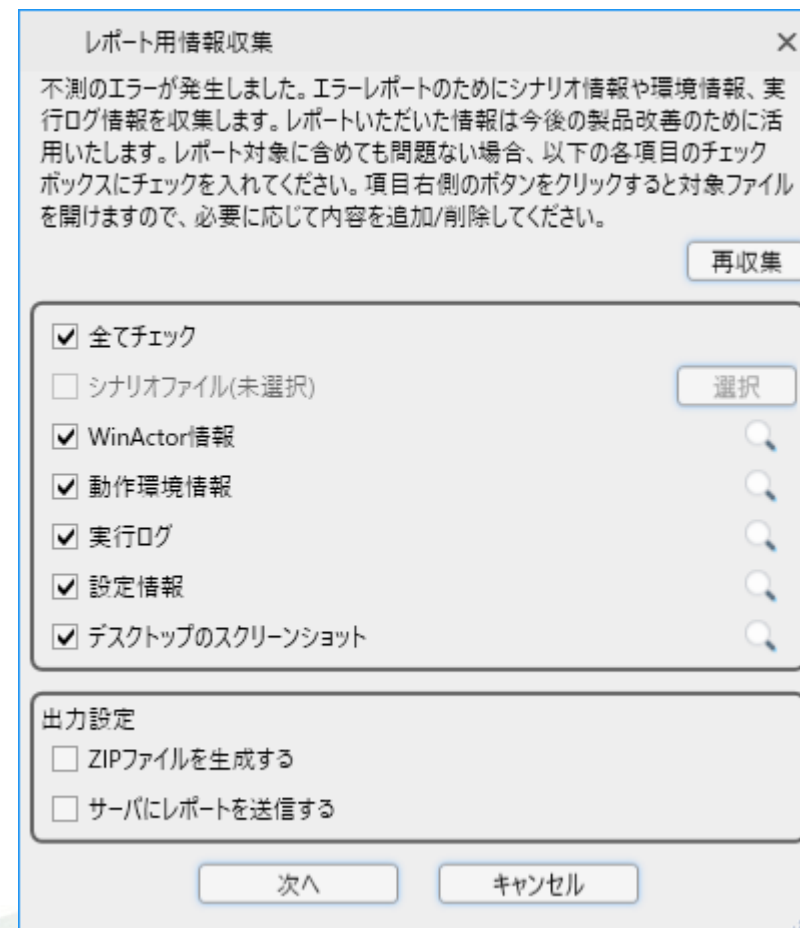 レポート用情報収集
不測のエラーが発生しました。エラーレポートのためにシナリオ情報や環境情報、実
行ログ情報を収集します。レポートいただいた情報は今後の製品改善のために活
用いたします。レポート対象に含めても問題ない場合、以下の各項目のチェック
ボックスにチェックを入れてください。項目右側のボタンをクリックすると対象ファイル
を開けますので、必要に応じて内容を追加/削除してください。
再収集
全てチェック
シナリオファイル(未選択) 選択
WinActor情報
動作環境情報
実行ログ
設定情報
デスクトップのスクリーンショット
出力設定
ZIPファイルを生成する
サーバにレポートを送信する
次へ キャンセル